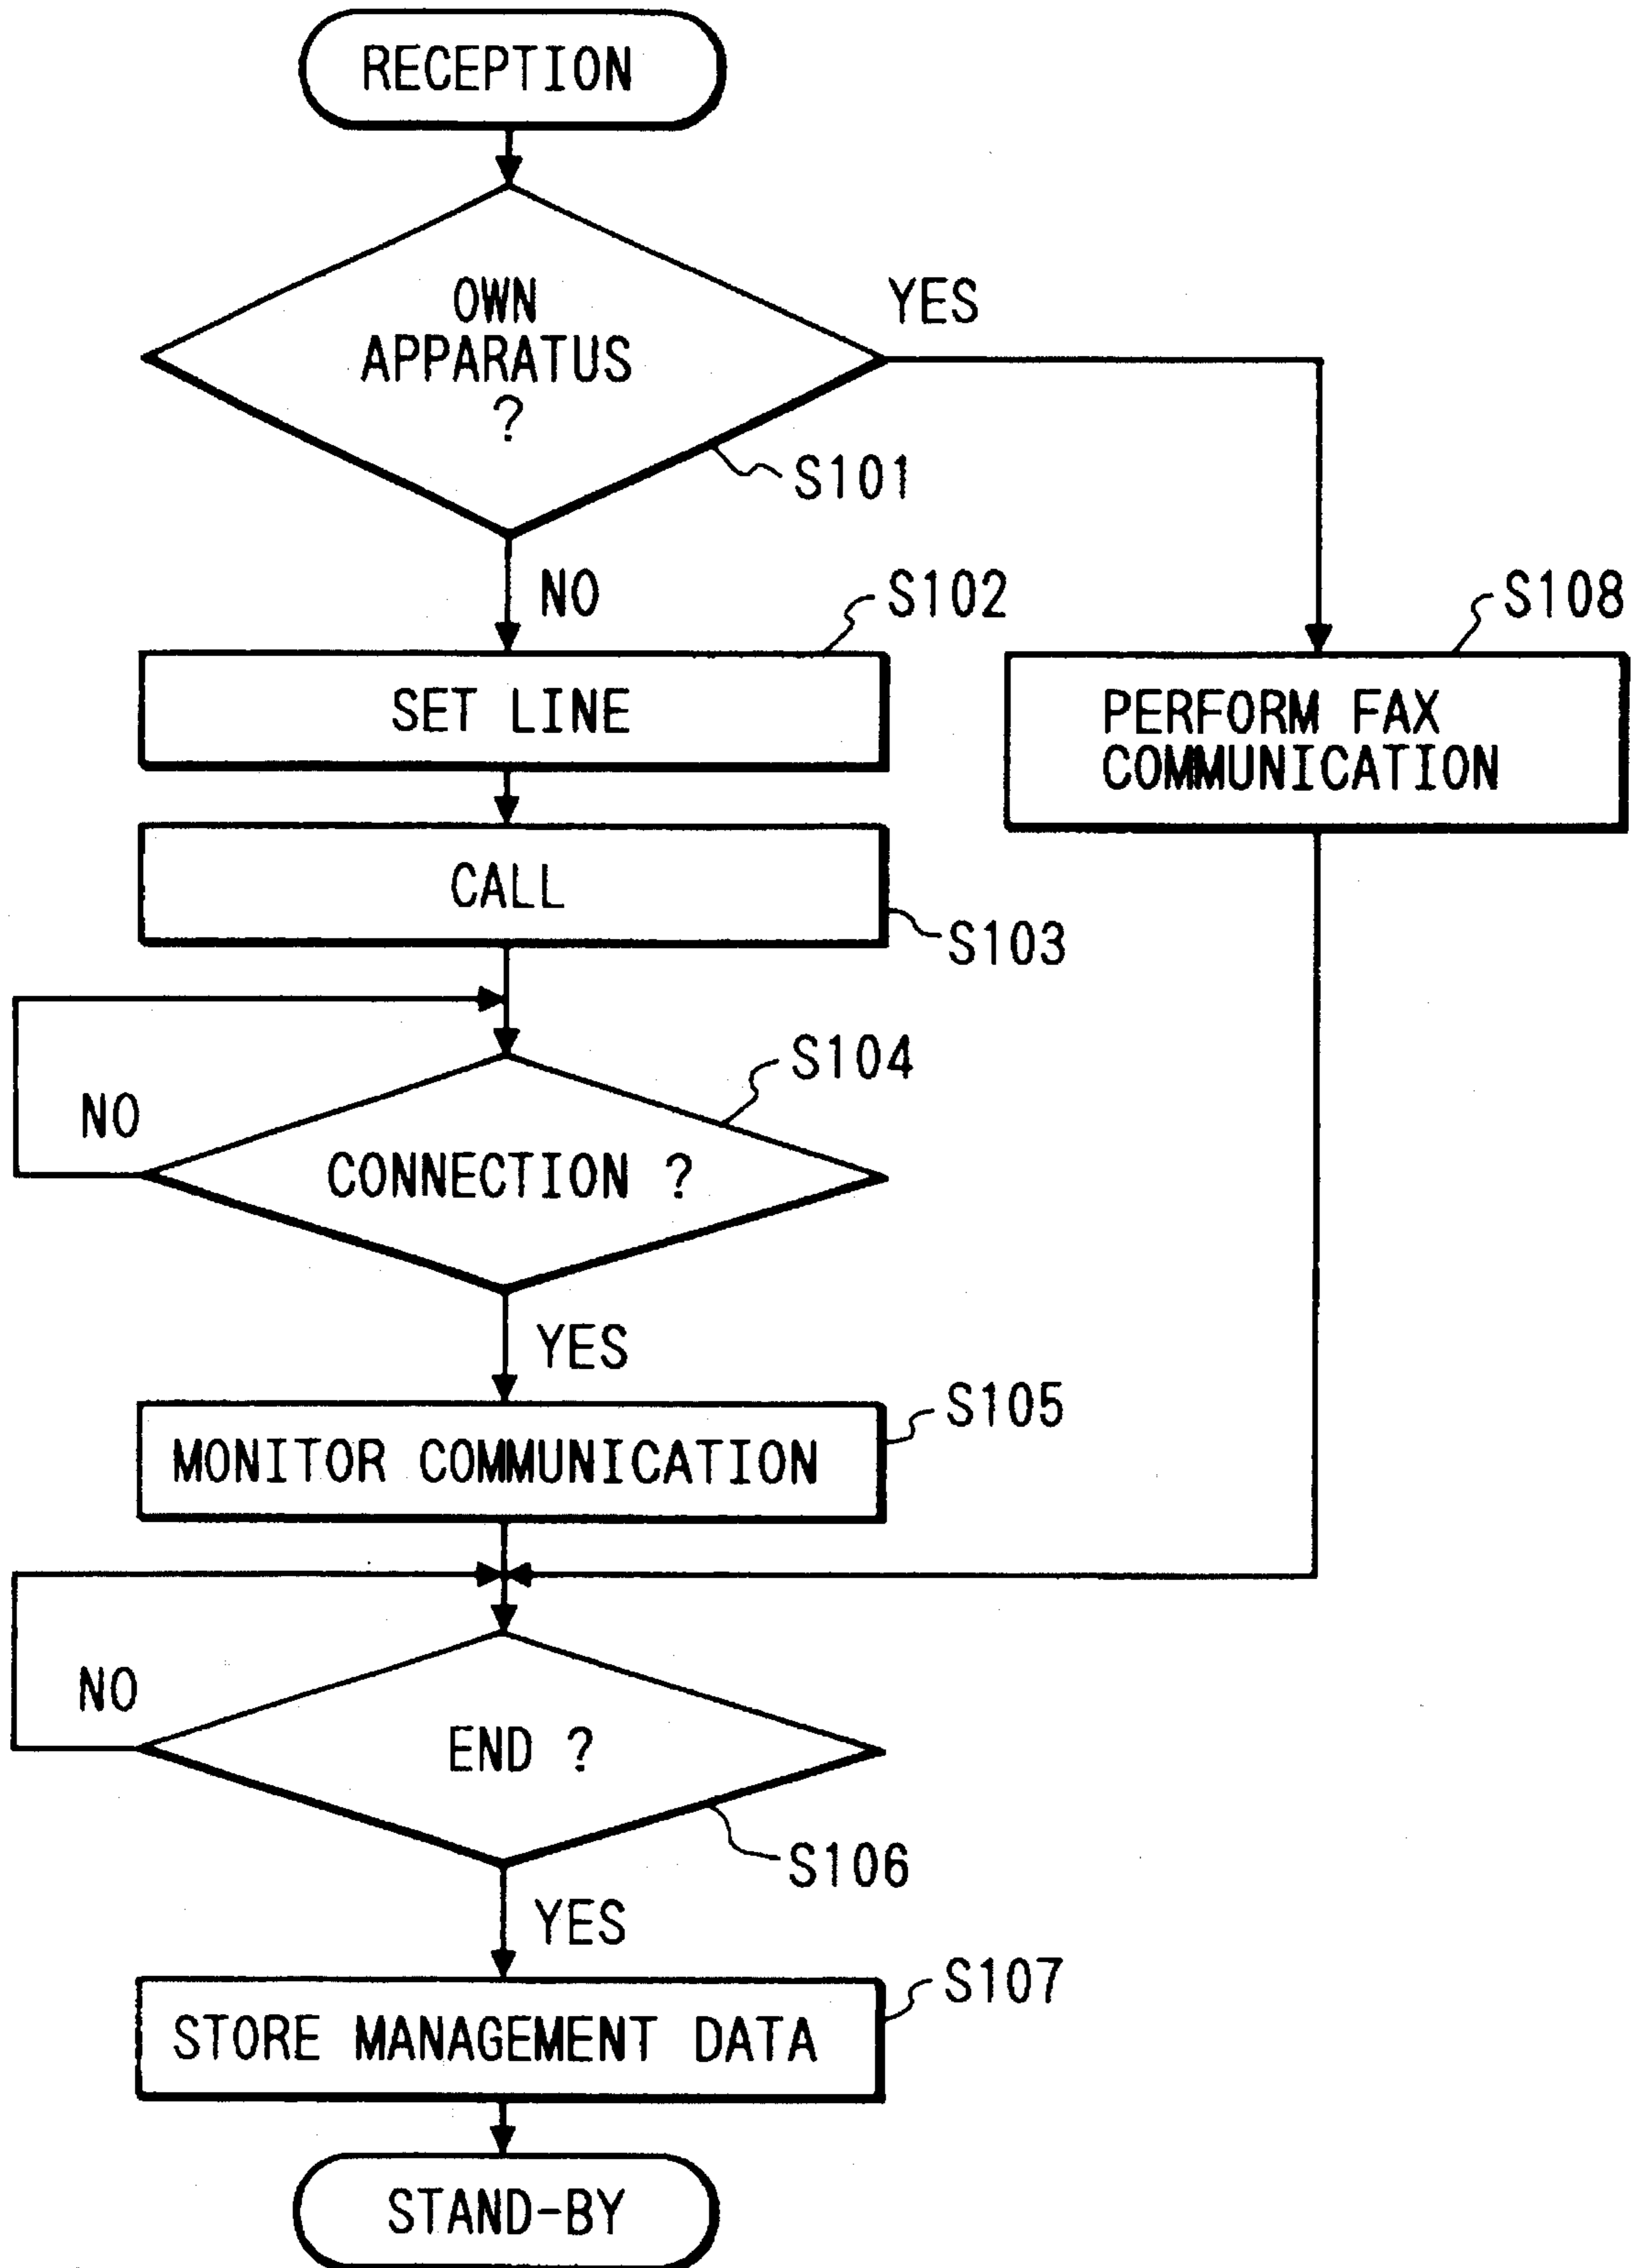 RECEPTION
OWN
APPARATUS
?
YES
S101
NO
S102
SET LINE
S108
PERFORM FAX
COMMUNICATION
CALL
S103
S104
NO
CONNECTION ?
YES
S105
MONITOR COMMUNICATION
NO
END ?
S106
YES
S107
STORE MANAGEMENT DATA
STAND-BY